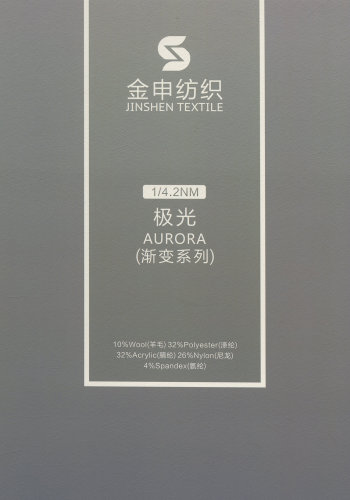 金申纺织
JINSHEN TEXTILE
1/4.2NM
极光
AURORA
(渐变系列)
10%Wool(羊毛) 32%Polyester(涤纶)
32%Acrylic(腈纶) 26%Nylon(尼龙)
4%Spandex(氨纶)